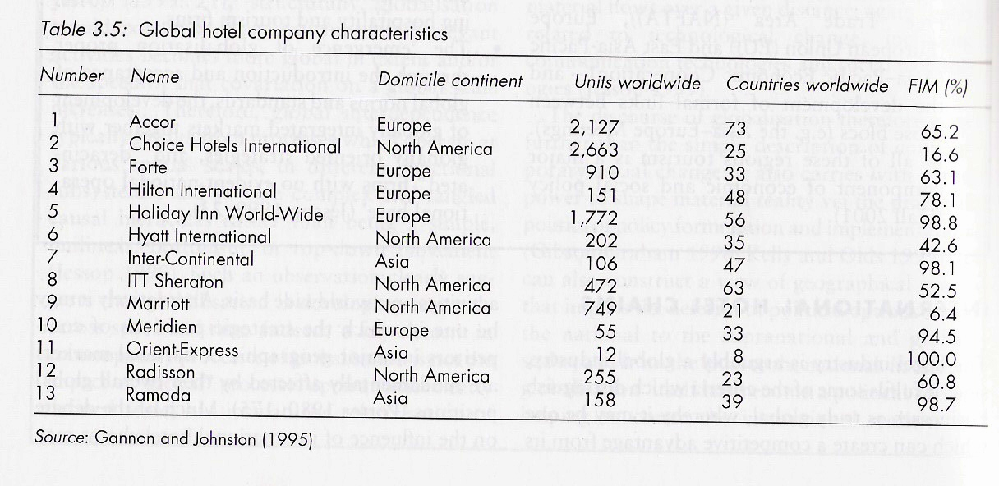 Table 3.5: Global hotel company characteristics
Number Name Domicile continent Units worldwide Countries worldwide FIM (%)
1 Accor Europe 2,127 73 65.2
2 Choice Hotels International North America 2,663 25 16.6
3 Forte Europe 910 33 63.1
4 Hilton International Europe 151 48 78.1
5 Holiday Inn World-Wide Europe 1,772 56 98.8
6 Hyatt International North America 202 35 42.6
7 Inter-Continental Asia 106 47 98.1
8 ITT Sheraton North America 472 63 52.5
9 Marriott North America 749 21 6.4
10 Meridien Europe 55 33 94.5
11 Orient-Express Asia 12 8 100.0
12 Radisson North America 255 23 60.8
13 Ramada Asia 158 39 98.7
Source: Gannon and Johnston (1995)